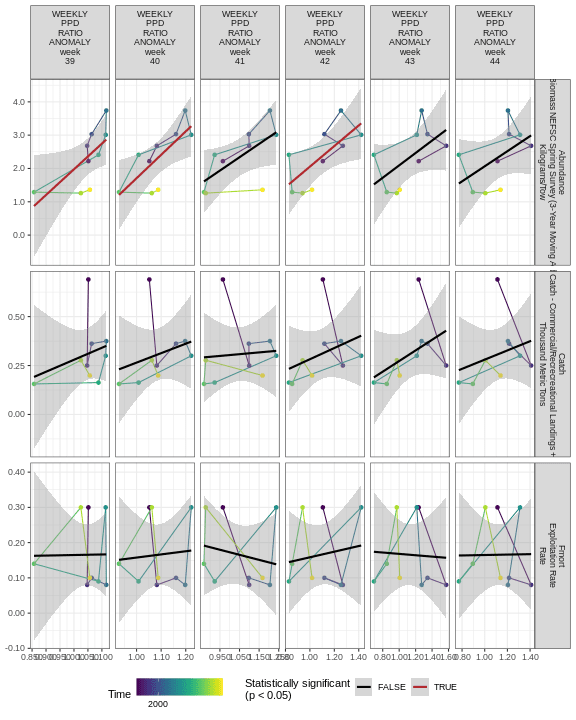 WEEKLY
PPD
RATIO
ANOMALY
week
39
WEEKLY
PPD
RATIO
ANOMALY
week
40
WEEKLY
PPD
RATIO
ANOMALY
week
41
WEEKLY
PPD
RATIO
ANOMALY
week
42
WEEKLY
PPD
RATIO
ANOMALY
week
43
WEEKLY
PPD
RATIO
ANOMALY
week
44
4.0
3.0
2.0
1.0
0.0
Abundance
Biomass NEFSC Spring Survey (3-Year Moving A
Kilograms/Tow
0.50
0.25
0.00
Catch
Catch - Commercial/Recreational Landings +
Thousand Metric Tons
0.40
0.30
0.20
0.10
0.00
-0.10
Fmort
Exploitation Rate
Rate
1.00
1.10
1.20
0.950
1.050
1.150
1.00
1.20
1.40
0.80
1.00
1.20
1.40
1.60
0.80
1.00
1.20
1.40
Time
2000
Statistically significant
(p < 0.05)
FALSE
TRUE